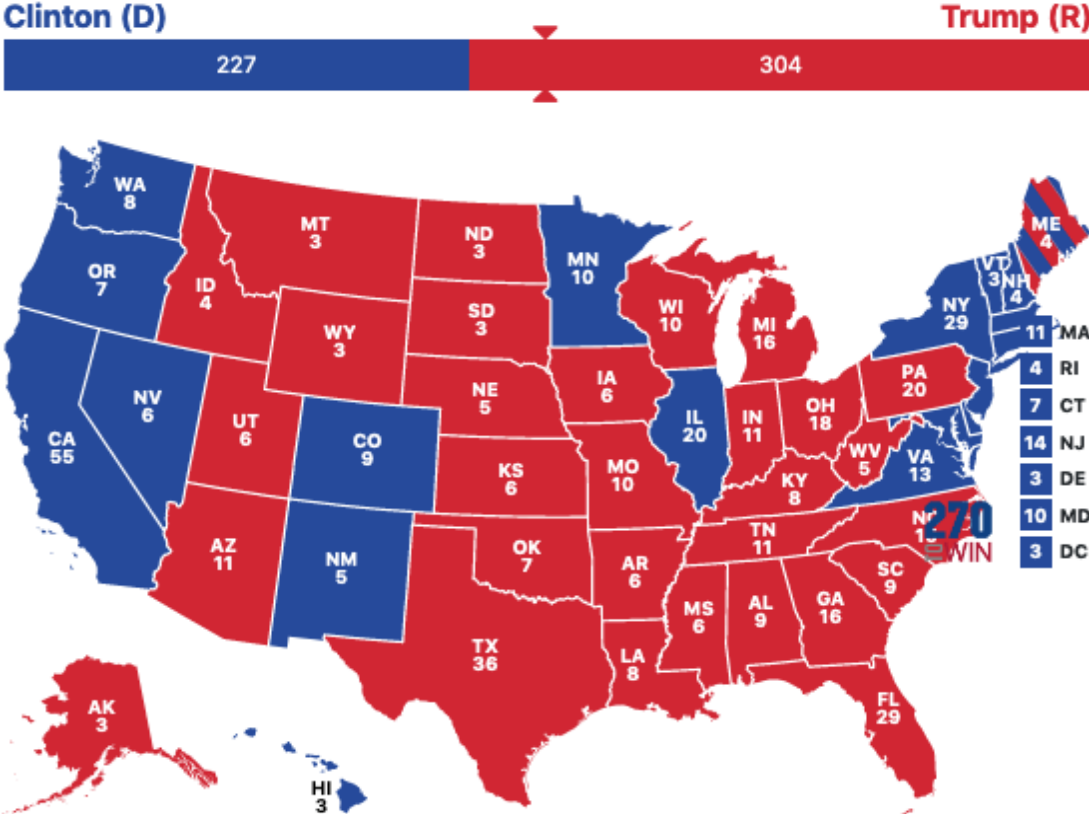 Clinton (D)
Trump (R)
227
304
WA
8
OR
7
CA
55
NV
6
ID
4
MT
3
WY
3
UT
6
AZ
11
CO
9
NM
5
ND
3
SD
3
NE
5
KS
6
OK
7
TX
36
MN
10
IA
6
MO
10
AR
6
LA
8
WI
10
IL
20
MI
16
IN
11
OH
18
KY
8
TN
11
MS
6
AL
9
GA
16
FL
29
SC
9
WV
5
VA
13
PA
20
NY
29
VT
3
NH
4
ME
4
11 MA
4 RI
7 CT
14 NJ
3 DE
10 MD
3 DC
270
TO WIN
AK
3
HI
3